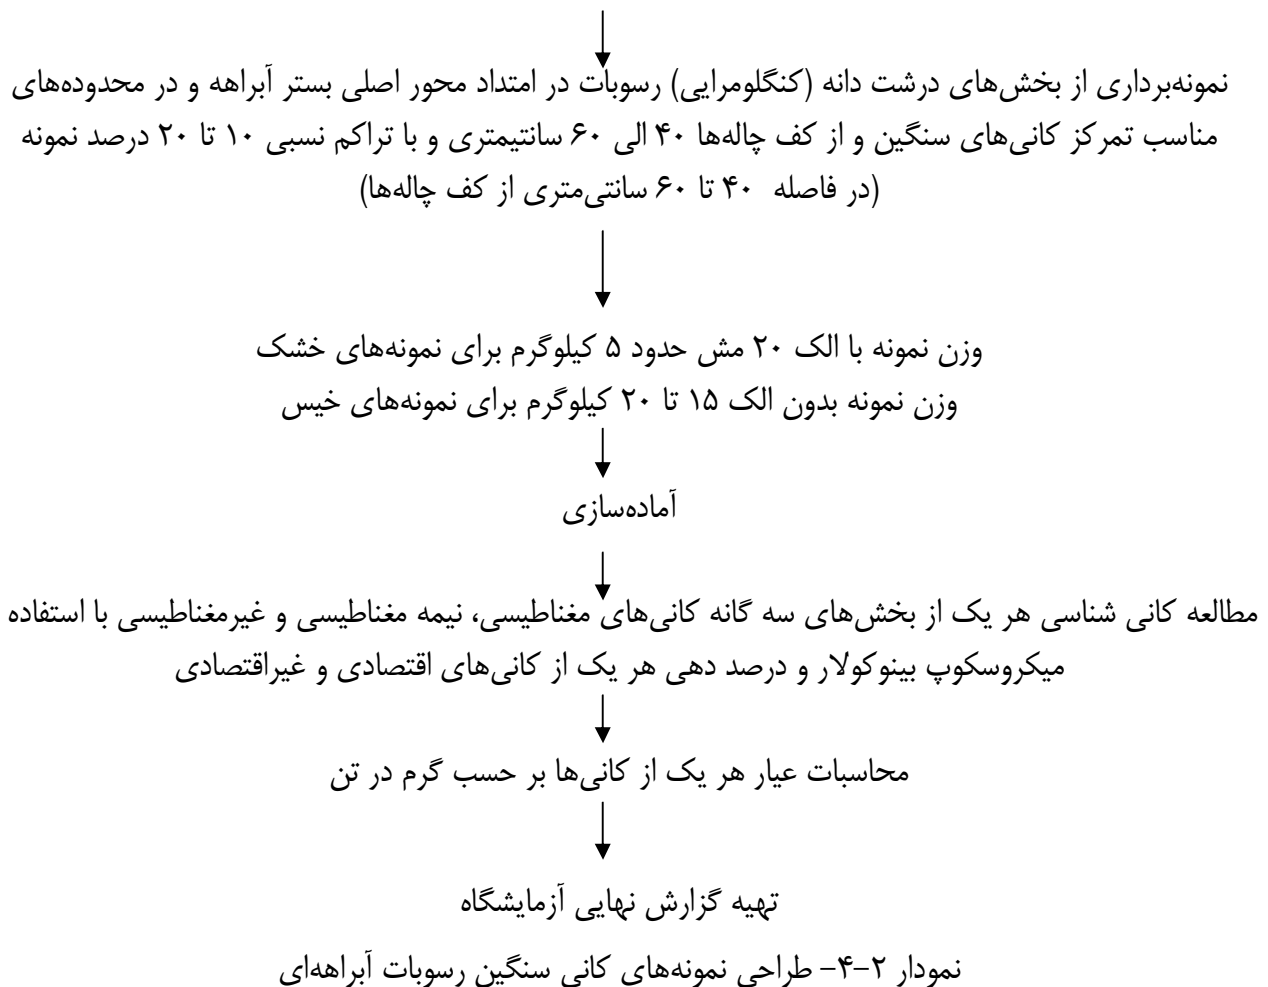 نمونه‌برداری از بخش‌های درشت دانه (کنگلومرایی) رسوبات در امتداد محور اصلی بستر آبراهه و در محدوده‌های
مناسب تمرکز کانی‌های سنگین و از کف چاله‌ها ۴۰ الی ۶۰ سانتیمتری و با تراکم نسبی ۱۰ تا ۲۰ درصد نمونه
(در فاصله ۴۰ تا ۶۰ سانتی‌متری از کف چاله‌ها)
وزن نمونه با الک ۲۰ مش حدود ۵ کیلوگرم برای نمونه‌های خشک
وزن نمونه بدون الک ۱۵ تا ۲۰ کیلوگرم برای نمونه‌های خیس
آماده‌سازی
مطالعه کانی شناسی هر یک از بخش‌های سه گانه کانی‌های مغناطیسی، نیمه مغناطیسی و غیرمغناطیسی با استفاده
میکروسکوپ بینوکولار و درصد دهی هر یک از کانی‌های اقتصادی و غیراقتصادی
محاسبات عیار هر یک از کانی‌ها بر حسب گرم در تن
تهیه گزارش نهایی آزمایشگاه
نمودار ۲-۴- طراحی نمونه‌های کانی سنگین رسوبات آبراهه‌ای